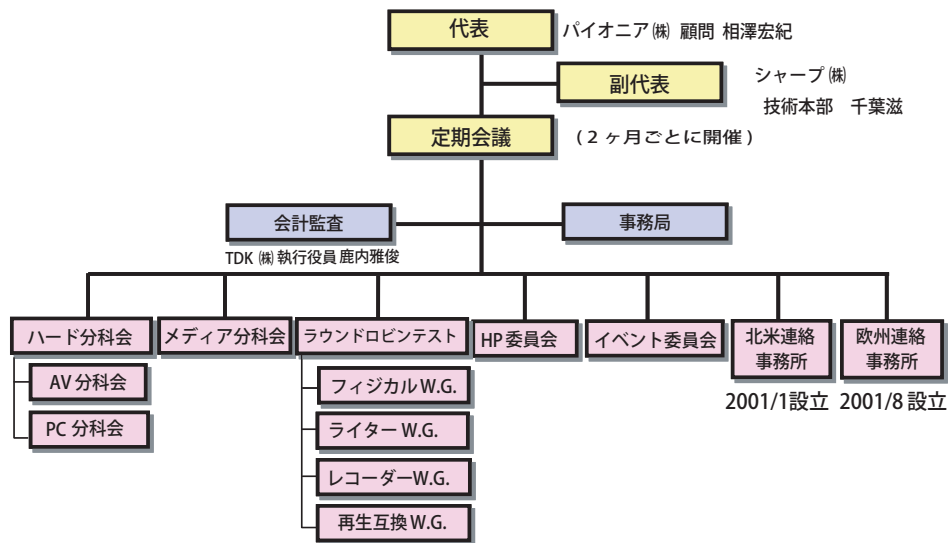 代表
パイオニア㈱ 顧問 相澤宏紀
副代表
シャープ㈱
技術本部　千葉滋
定期会議
(２ヶ月ごとに開催)
会計監査
事務局
TDK ㈱ 執行役員 鹿内雅俊
ハード分科会
メディア分科会
ラウンドロビンテスト
HP 委員会
イベント委員会
北米連絡
事務所
欧州連絡
事務所
2001/1設立
2001/8 設立
AV 分科会
PC 分科会
フィジカル W.G.
ライター W.G.
レコーダーW.G.
再生互換 W.G.